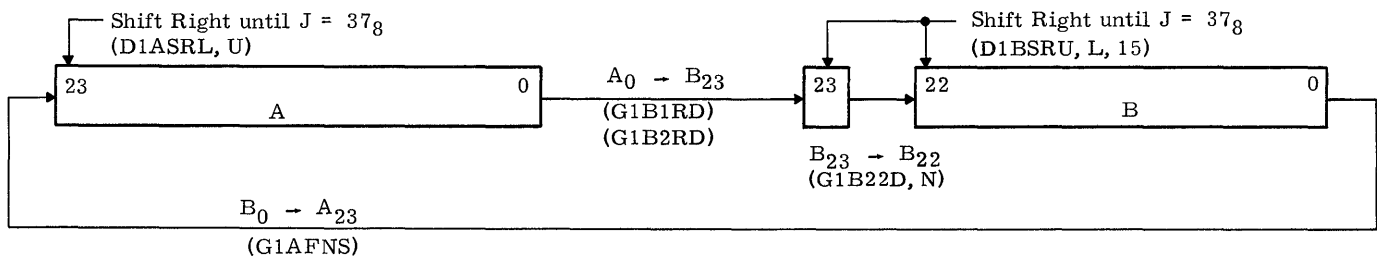 Shift Right until J = 37₈
(D1ASRL, U)
Shift Right until J = 37₈
(D1BSRU, L, 15)
23 0
A
A₀ → B₂₃
(G1B1RD)
(G1B2RD)
23
22 0
B
B₂₃ → B₂₂
(G1B22D, N)
B₀ → A₂₃
(G1AFNS)